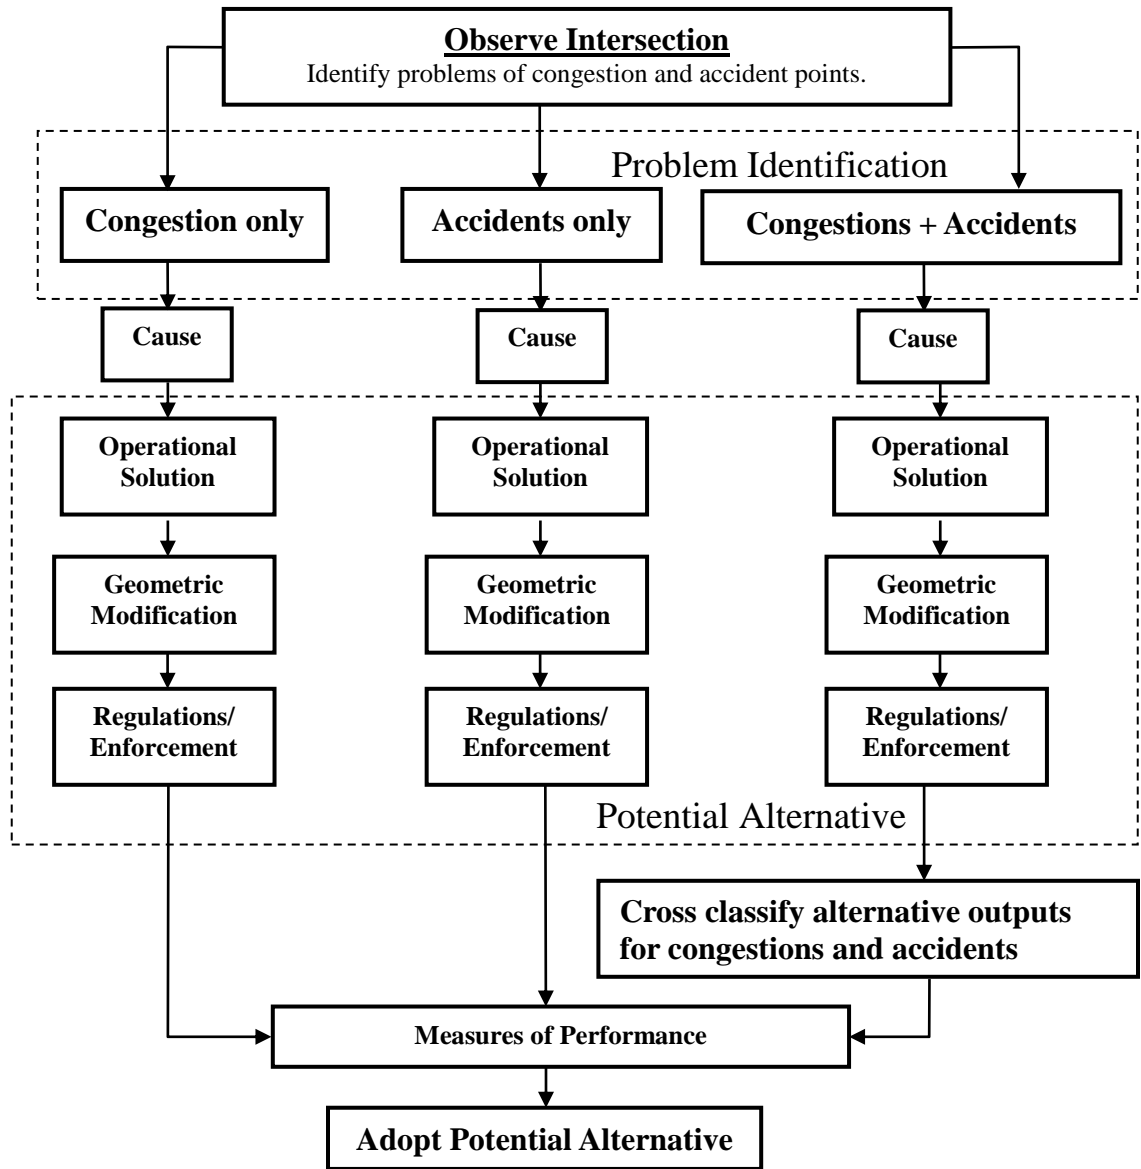 Observe Intersection
Identify problems of congestion and accident points.
Problem Identification
Congestion only
Accidents only
Congestions + Accidents
Cause
Cause
Cause
Operational
Solution
Operational
Solution
Operational
Solution
Geometric
Modification
Geometric
Modification
Geometric
Modification
Regulations/
Enforcement
Regulations/
Enforcement
Regulations/
Enforcement
Potential Alternative
Cross classify alternative outputs
for congestions and accidents
Measures of Performance
Adopt Potential Alternative